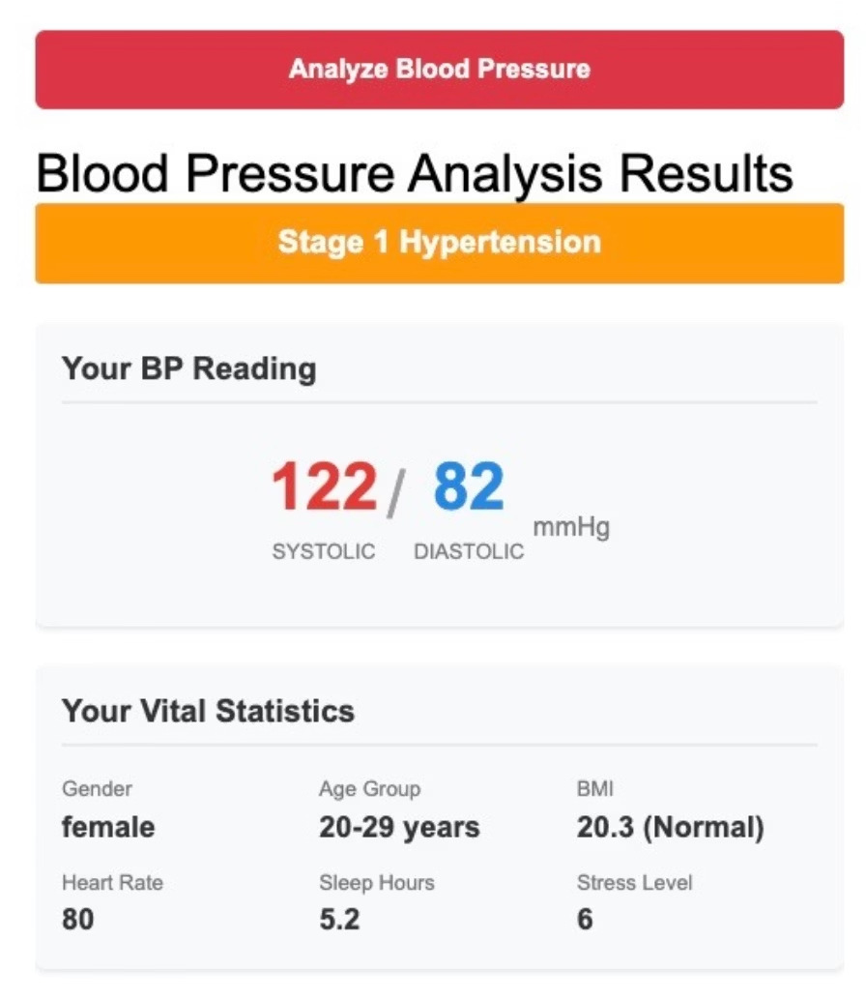 Analyze Blood Pressure
Blood Pressure Analysis Results
Stage 1 Hypertension
Your BP Reading
122 / 82 mmHg
SYSTOLIC DIASTOLIC
Your Vital Statistics
Gender Age Group BMI
female 20-29 years 20.3 (Normal)
Heart Rate Sleep Hours Stress Level
80 5.2 6